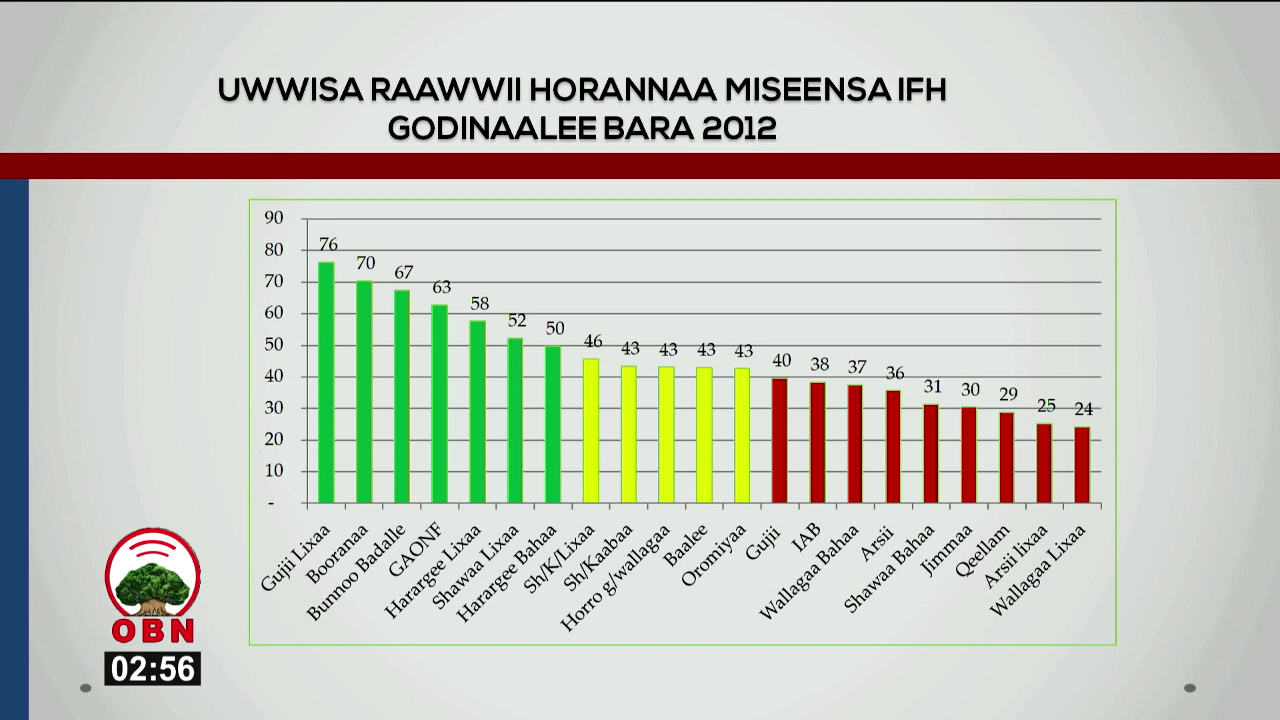 UWWISA RAAWWII HORANNAA MISEENSA IFH
GODINAALEE BARA 2012
90
80
70
60
50
40
30
20
10
-
76
70
67
63
58
52
50
46
43
43
43
43
40
38
37
36
31
30
29
25
24
Gujii Lixaa
Booranaa
Bunnoo Badalle
GAONF
Harargee Lixaa
Shawaa Lixaa
Harargee Bahaa
Sh/K/Lixaa
Sh/Kaabaa
Horro g/wallagaa
Baalee
Oromiyaa
Gujii
IAB
Wallagaa Bahaa
Arsii
Shawaa Bahaa
Jimmaa
Qeellam
Arsii lixaa
Wallagaa Lixaa
OBN
02:56